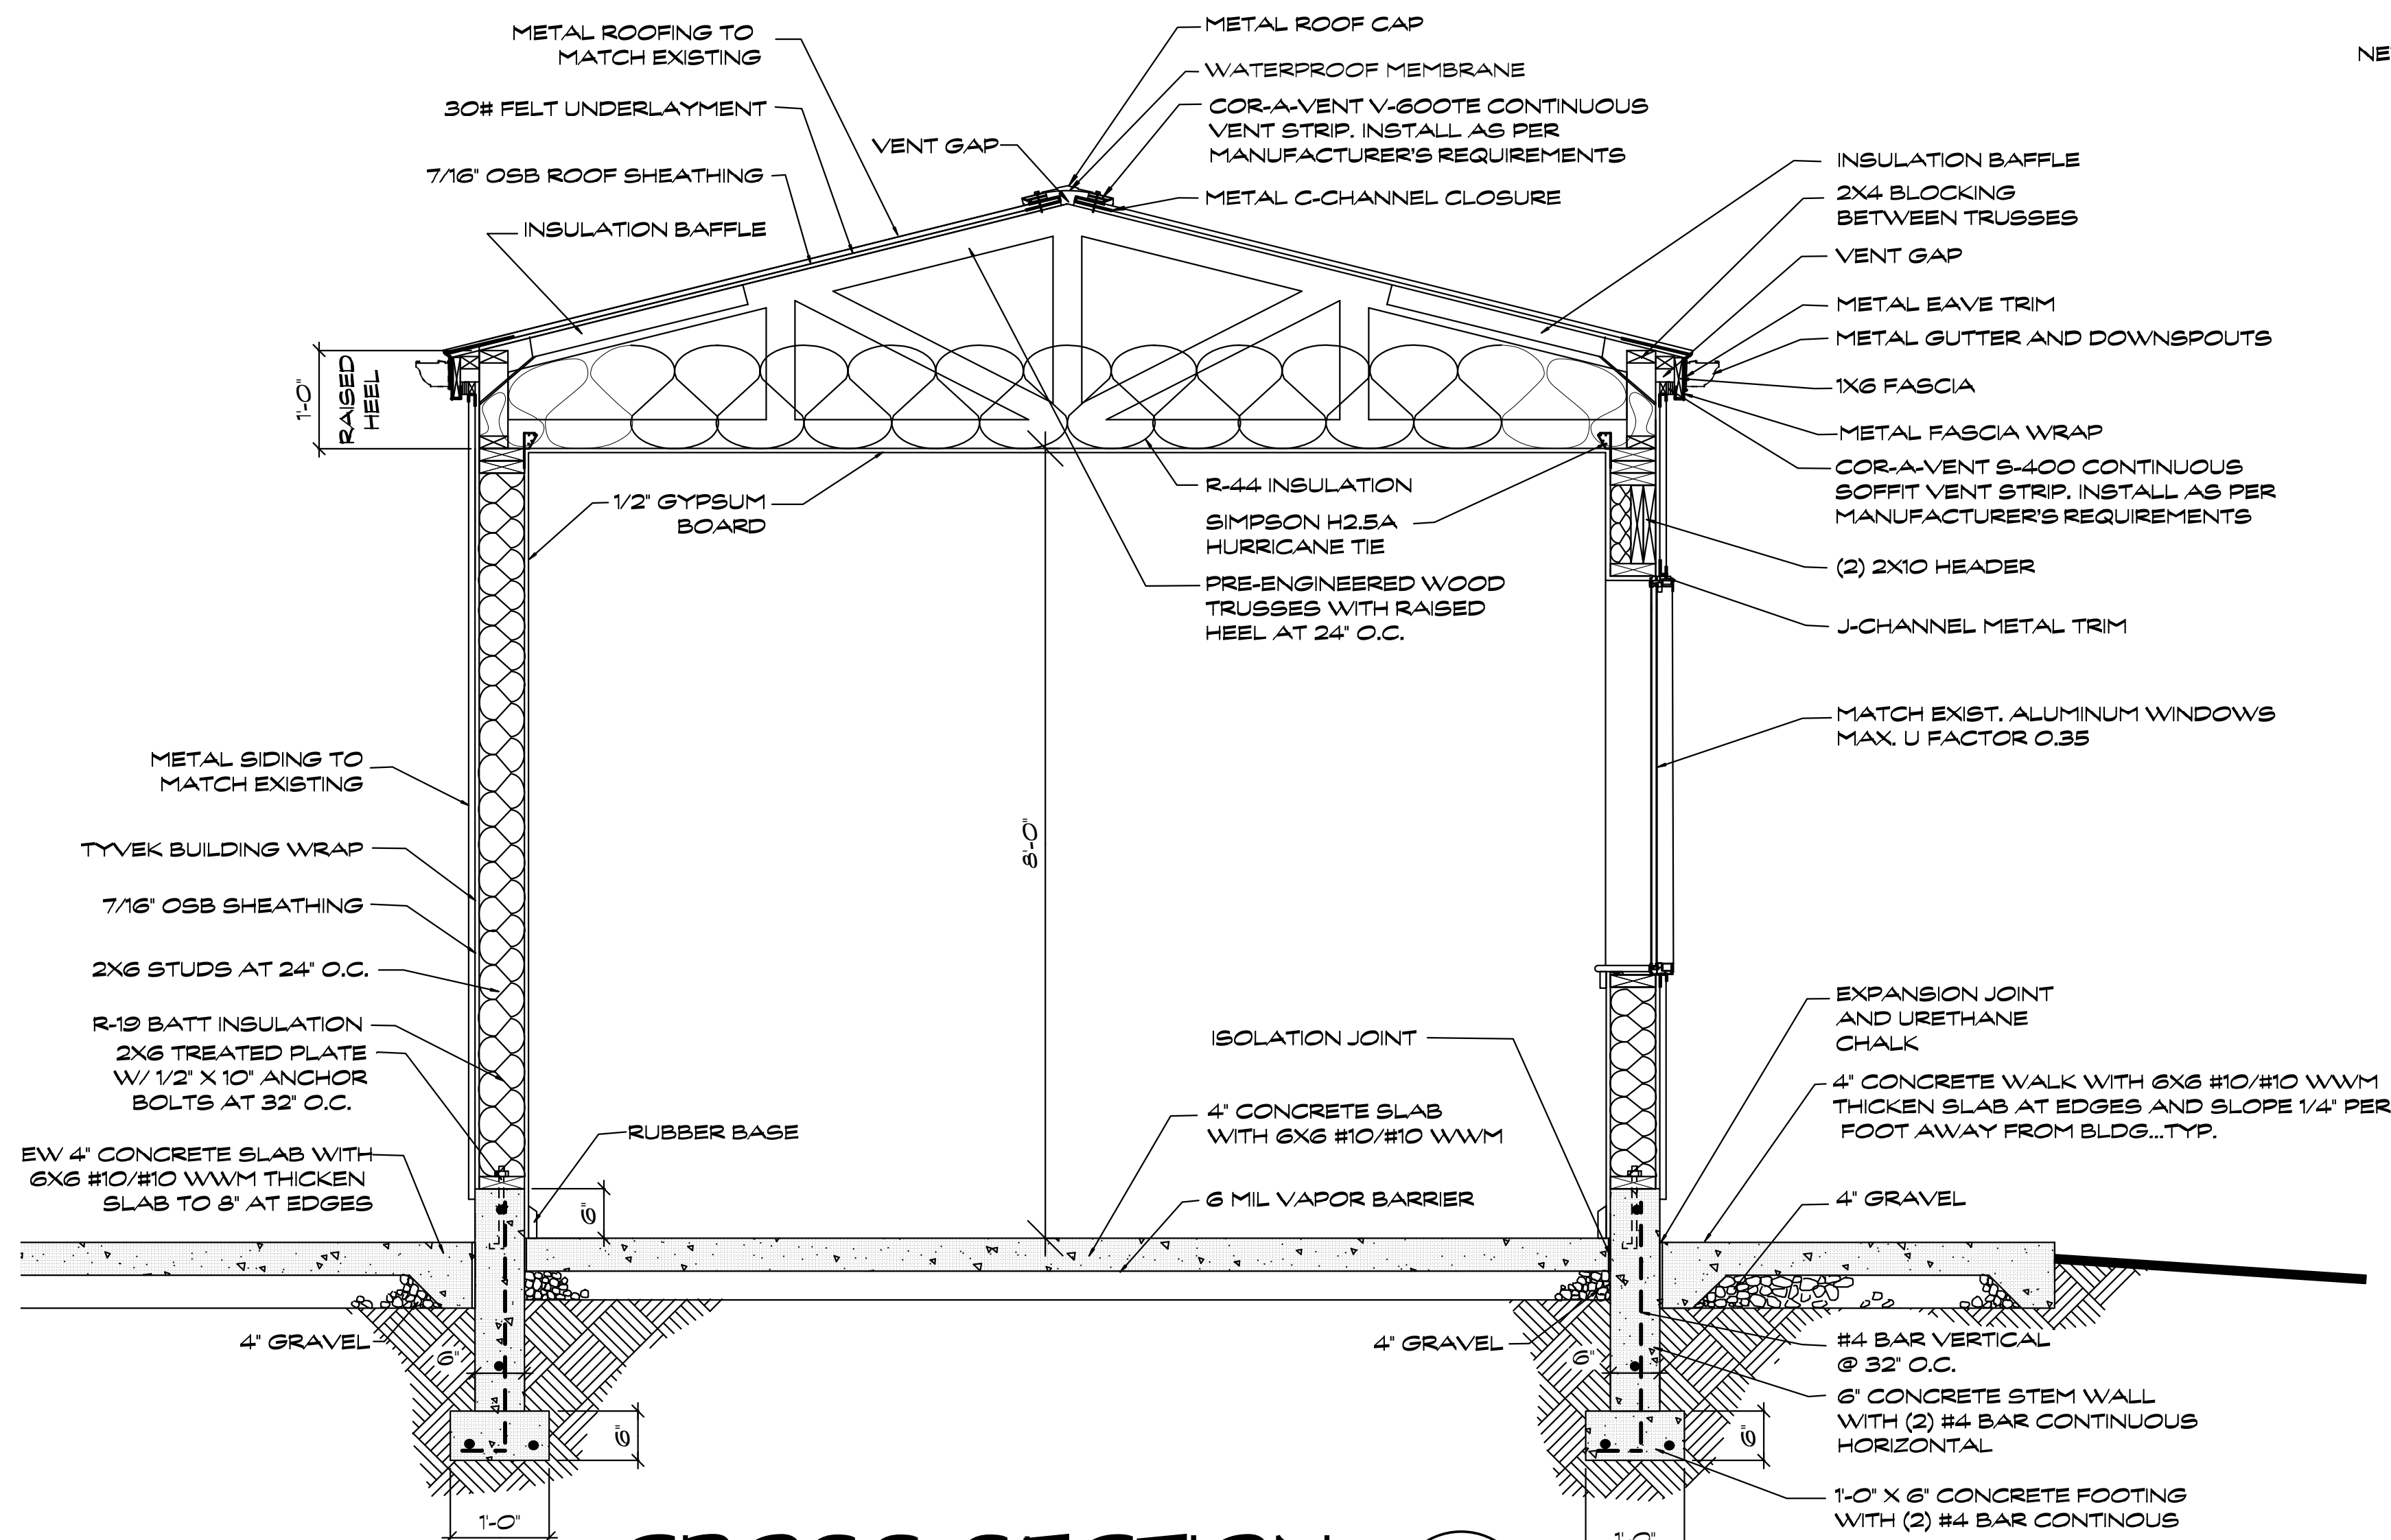 METAL ROOFING TO
MATCH EXISTING
30# FELT UNDERLAYMENT
7/16" OSB ROOF SHEATHING
INSULATION BAFFLE
VENT GAP
METAL ROOF CAP
WATERPROOF MEMBRANE
COR-A-VENT V-600TE CONTINUOUS
VENT STRIP. INSTALL AS PER
MANUFACTURER'S REQUIREMENTS
METAL C-CHANNEL CLOSURE
NE
INSULATION BAFFLE
2X4 BLOCKING
BETWEEN TRUSSES
VENT GAP
METAL EAVE TRIM
METAL GUTTER AND DOWNSPOUTS
1X6 FASCIA
METAL FASCIA WRAP
COR-A-VENT S-400 CONTINUOUS
SOFFIT VENT STRIP. INSTALL AS PER
MANUFACTURER'S REQUIREMENTS
(2) 2X10 HEADER
J-CHANNEL METAL TRIM
MATCH EXIST. ALUMINUM WINDOWS
MAX. U FACTOR 0.35
1'-0"
RAISED
HEEL
1/2" GYPSUM
BOARD
R-44 INSULATION
SIMPSON H2.5A
HURRICANE TIE
PRE-ENGINEERED WOOD
TRUSSES WITH RAISED
HEEL AT 24" O.C.
8'-0"
METAL SIDING TO
MATCH EXISTING
TYVEK BUILDING WRAP
7/16" OSB SHEATHING
2X6 STUDS AT 24" O.C.
R-19 BATT INSULATION
2X6 TREATED PLATE
W/ 1/2" X 10" ANCHOR
BOLTS AT 32" O.C.
EW 4" CONCRETE SLAB WITH
6X6 #10/#10 WWM THICKEN
SLAB TO 8" AT EDGES
4" GRAVEL
RUBBER BASE
6"
ISOLATION JOINT
4" CONCRETE SLAB
WITH 6X6 #10/#10 WWM
6 MIL VAPOR BARRIER
4" GRAVEL
EXPANSION JOINT
AND URETHANE
CHALK
4" CONCRETE WALK WITH 6X6 #10/#10 WWM
THICKEN SLAB AT EDGES AND SLOPE 1/4" PER
FOOT AWAY FROM BLDG...TYP.
4" GRAVEL
#4 BAR VERTICAL
@ 32" O.C.
6" CONCRETE STEM WALL
WITH (2) #4 BAR CONTINUOUS
HORIZONTAL
1'-0" X 6" CONCRETE FOOTING
WITH (2) #4 BAR CONTINOUS
6"
6"
6"
6"
1'-0"
1'-0"
CROSS SECTION